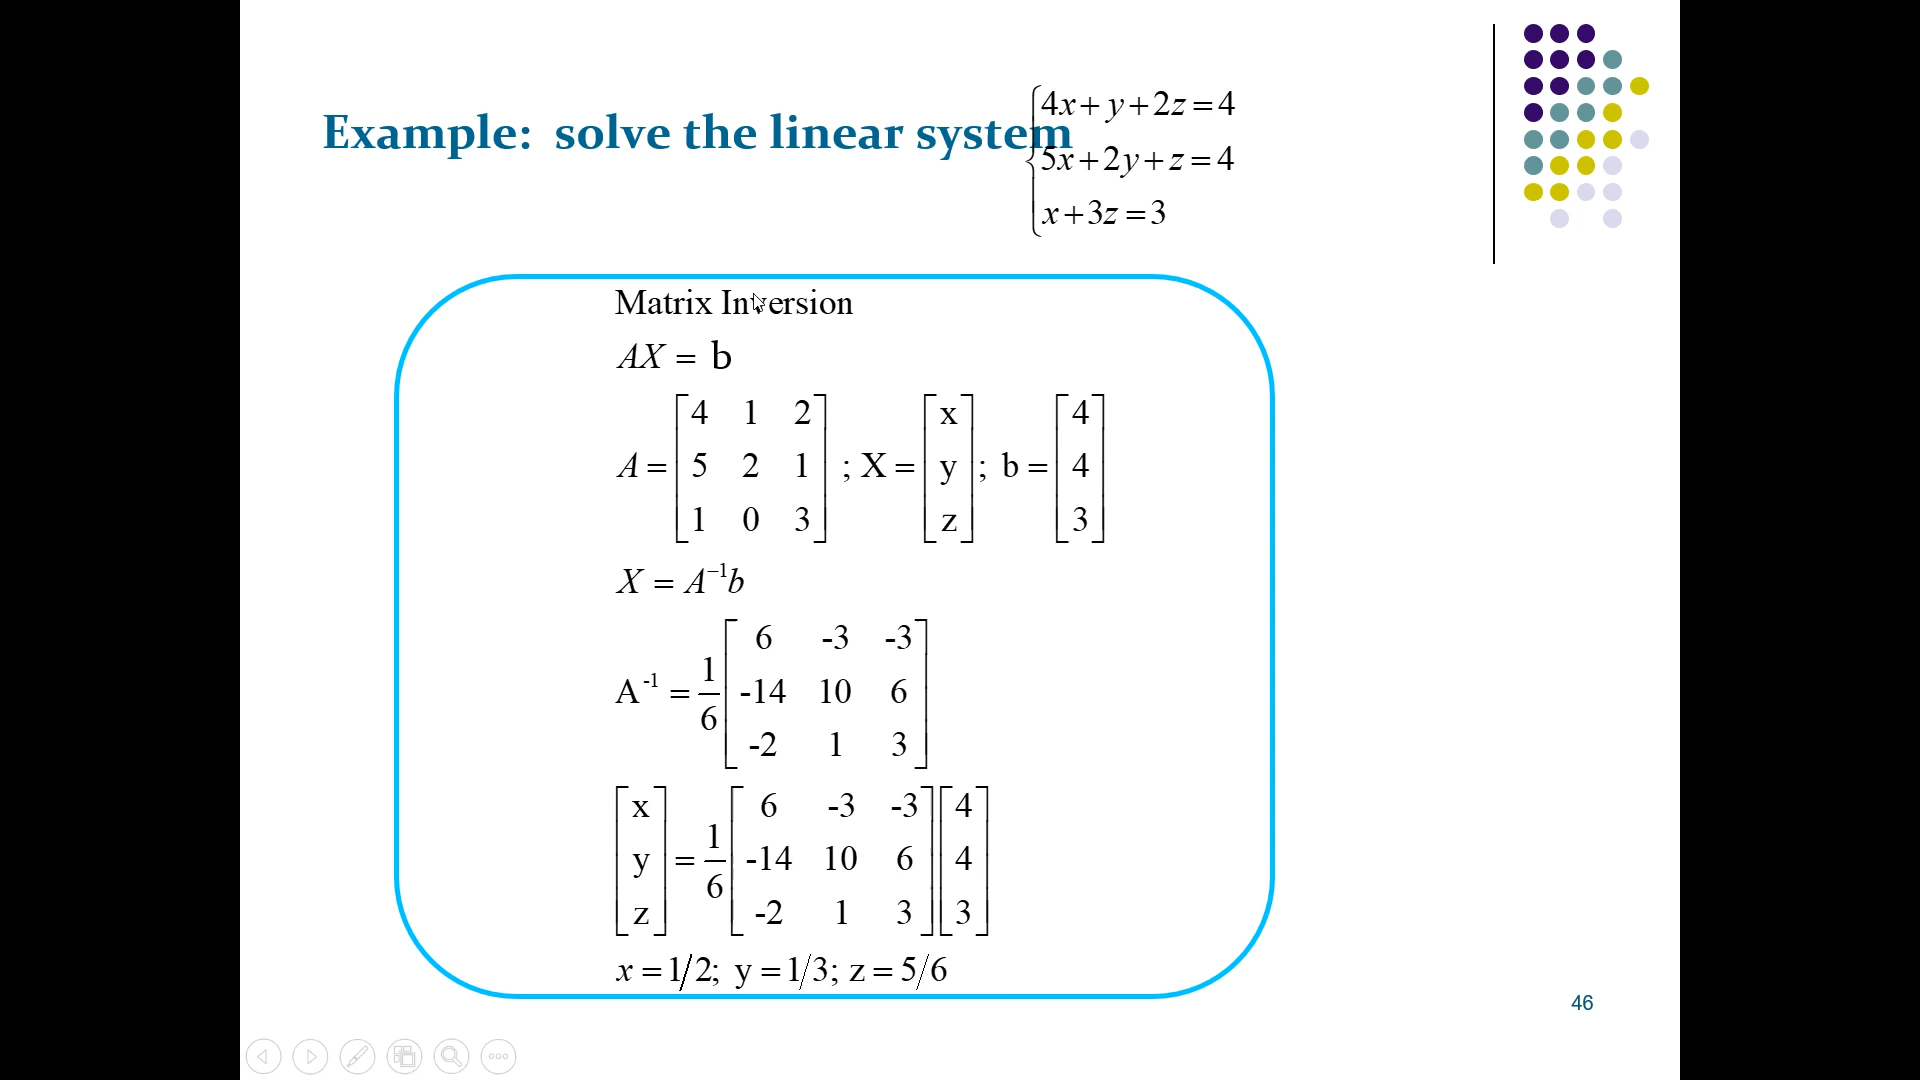 Example: solve the linear system
4x + y + 2z = 4
5x + 2y + z = 4
x + 3z = 3
Matrix Inversion
AX = b
A = [4 1 2; 5 2 1; 1 0 3] ; X = [x; y; z] ; b = [4; 4; 3]
X = A⁻¹b
A⁻¹ = 1/6 [6 -3 -3; -14 10 6; -2 1 3]
[x; y; z] = 1/6 [6 -3 -3; -14 10 6; -2 1 3] [4; 4; 3]
x = 1/2; y = 1/3; z = 5/6
46